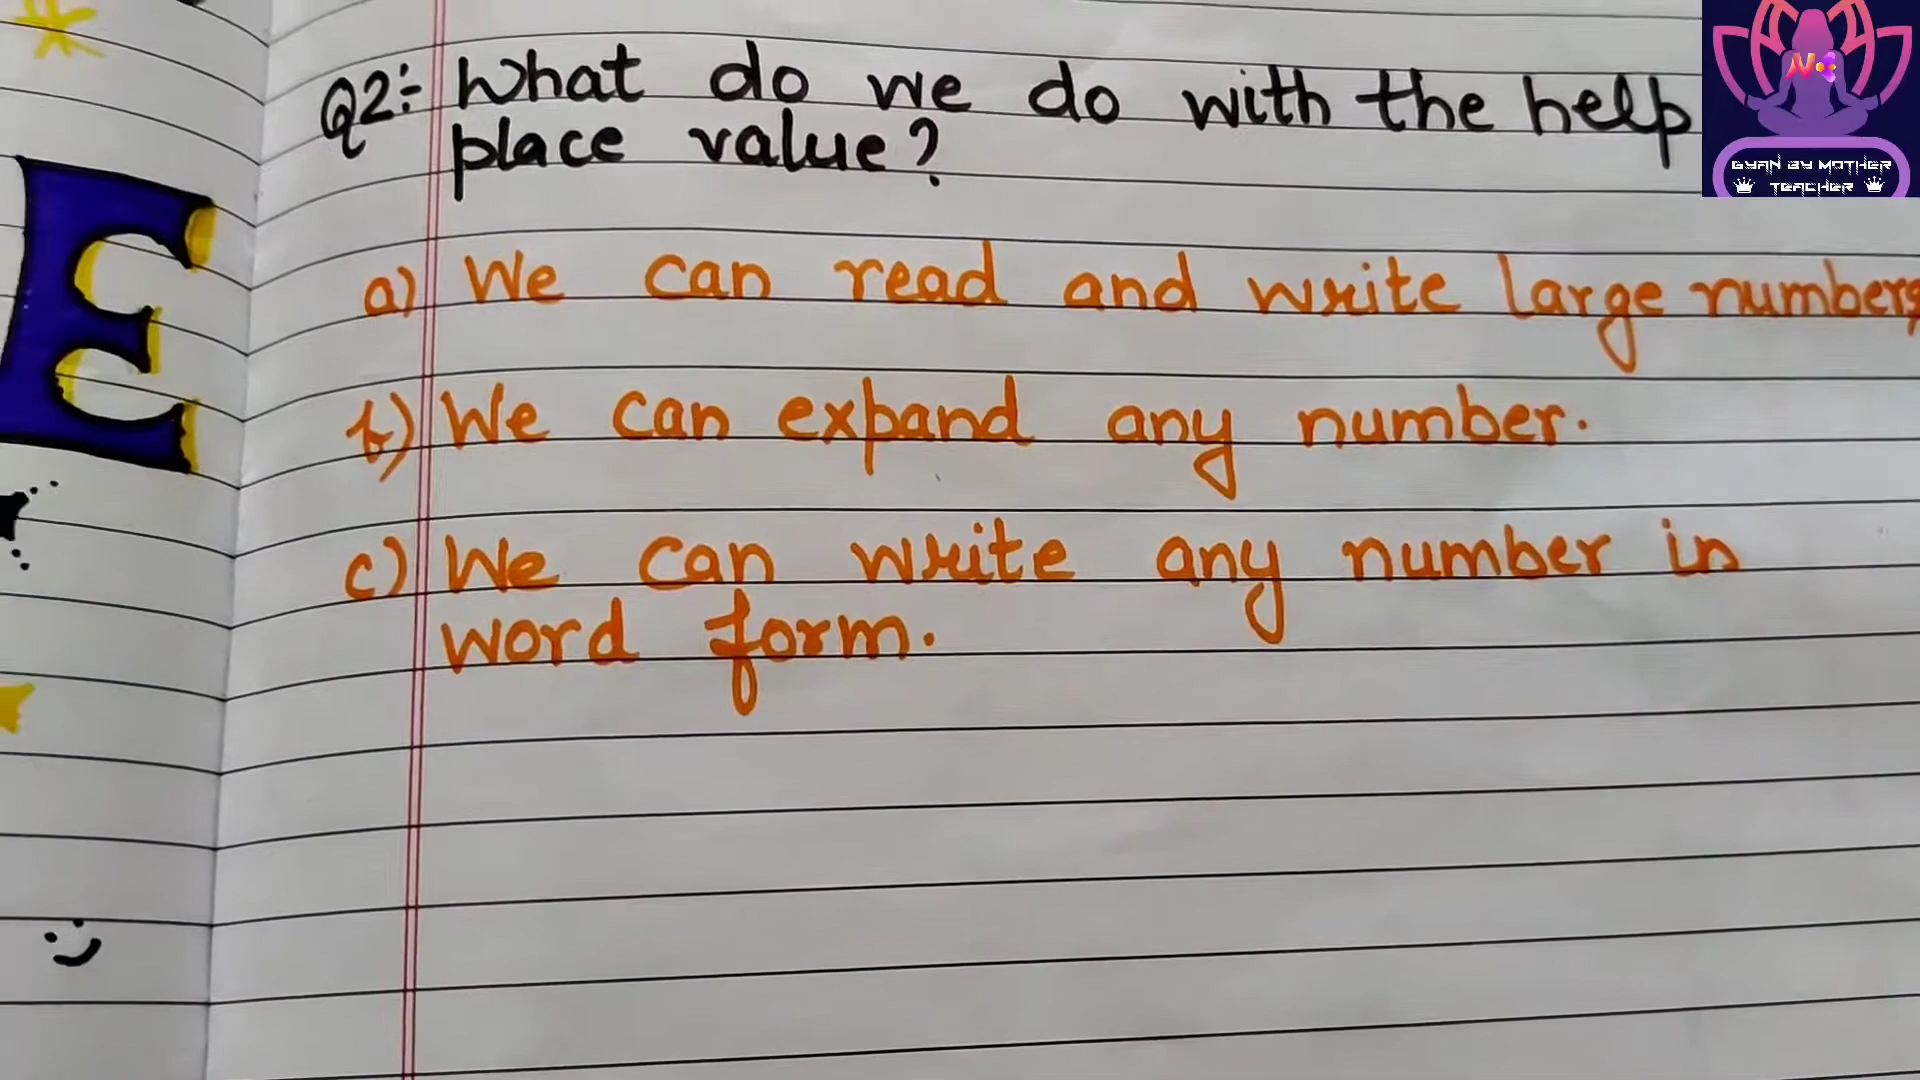 Q2:- What do we do with the help
place value?
a) We can read and write large numbers
b) We can expand any number.
c) We can write any number in
word form.
E
GYAN BY MOTHER
TEACHER